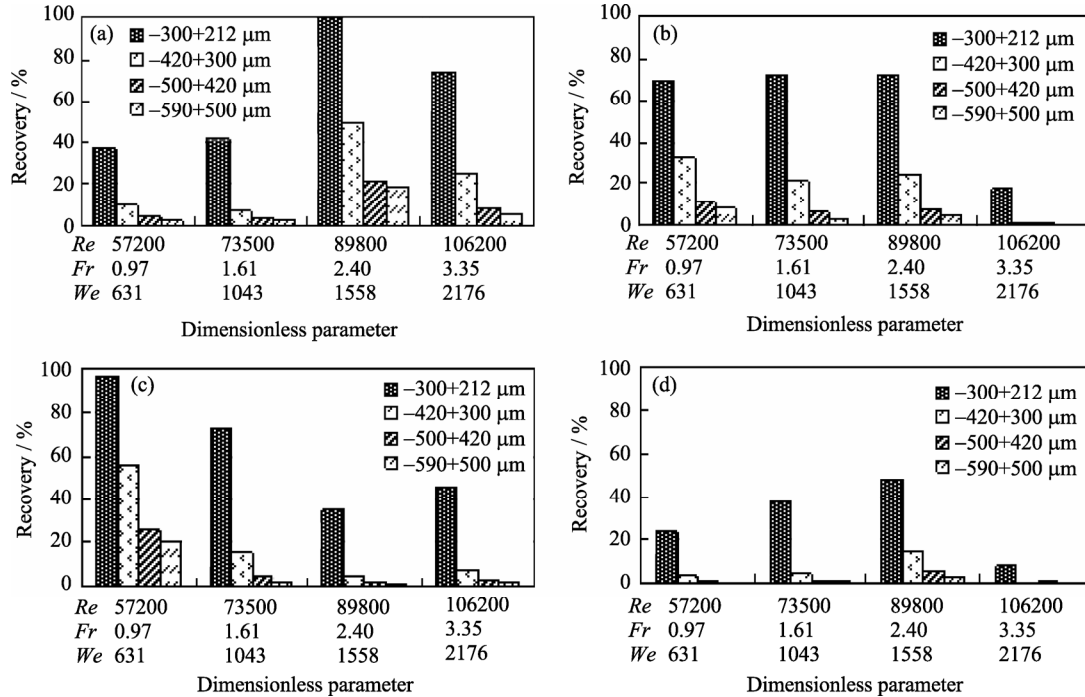 (a)
−300+212 µm
−420+300 µm
−500+420 µm
−590+500 µm
Recovery / %
100
80
60
40
20
0
Re 57200 73500 89800 106200
Fr 0.97 1.61 2.40 3.35
We 631 1043 1558 2176
Dimensionless parameter
(b)
−300+212 µm
−420+300 µm
−500+420 µm
−590+500 µm
Recovery / %
100
80
60
40
20
0
Re 57200 73500 89800 106200
Fr 0.97 1.61 2.40 3.35
We 631 1043 1558 2176
Dimensionless parameter
(c)
−300+212 µm
−420+300 µm
−500+420 µm
−590+500 µm
Recovery / %
100
80
60
40
20
0
Re 57200 73500 89800 106200
Fr 0.97 1.61 2.40 3.35
We 631 1043 1558 2176
Dimensionless parameter
(d)
−300+212 µm
−420+300 µm
−500+420 µm
−590+500 µm
Recovery / %
100
80
60
40
20
0
Re 57200 73500 89800 106200
Fr 0.97 1.61 2.40 3.35
We 631 1043 1558 2176
Dimensionless parameter